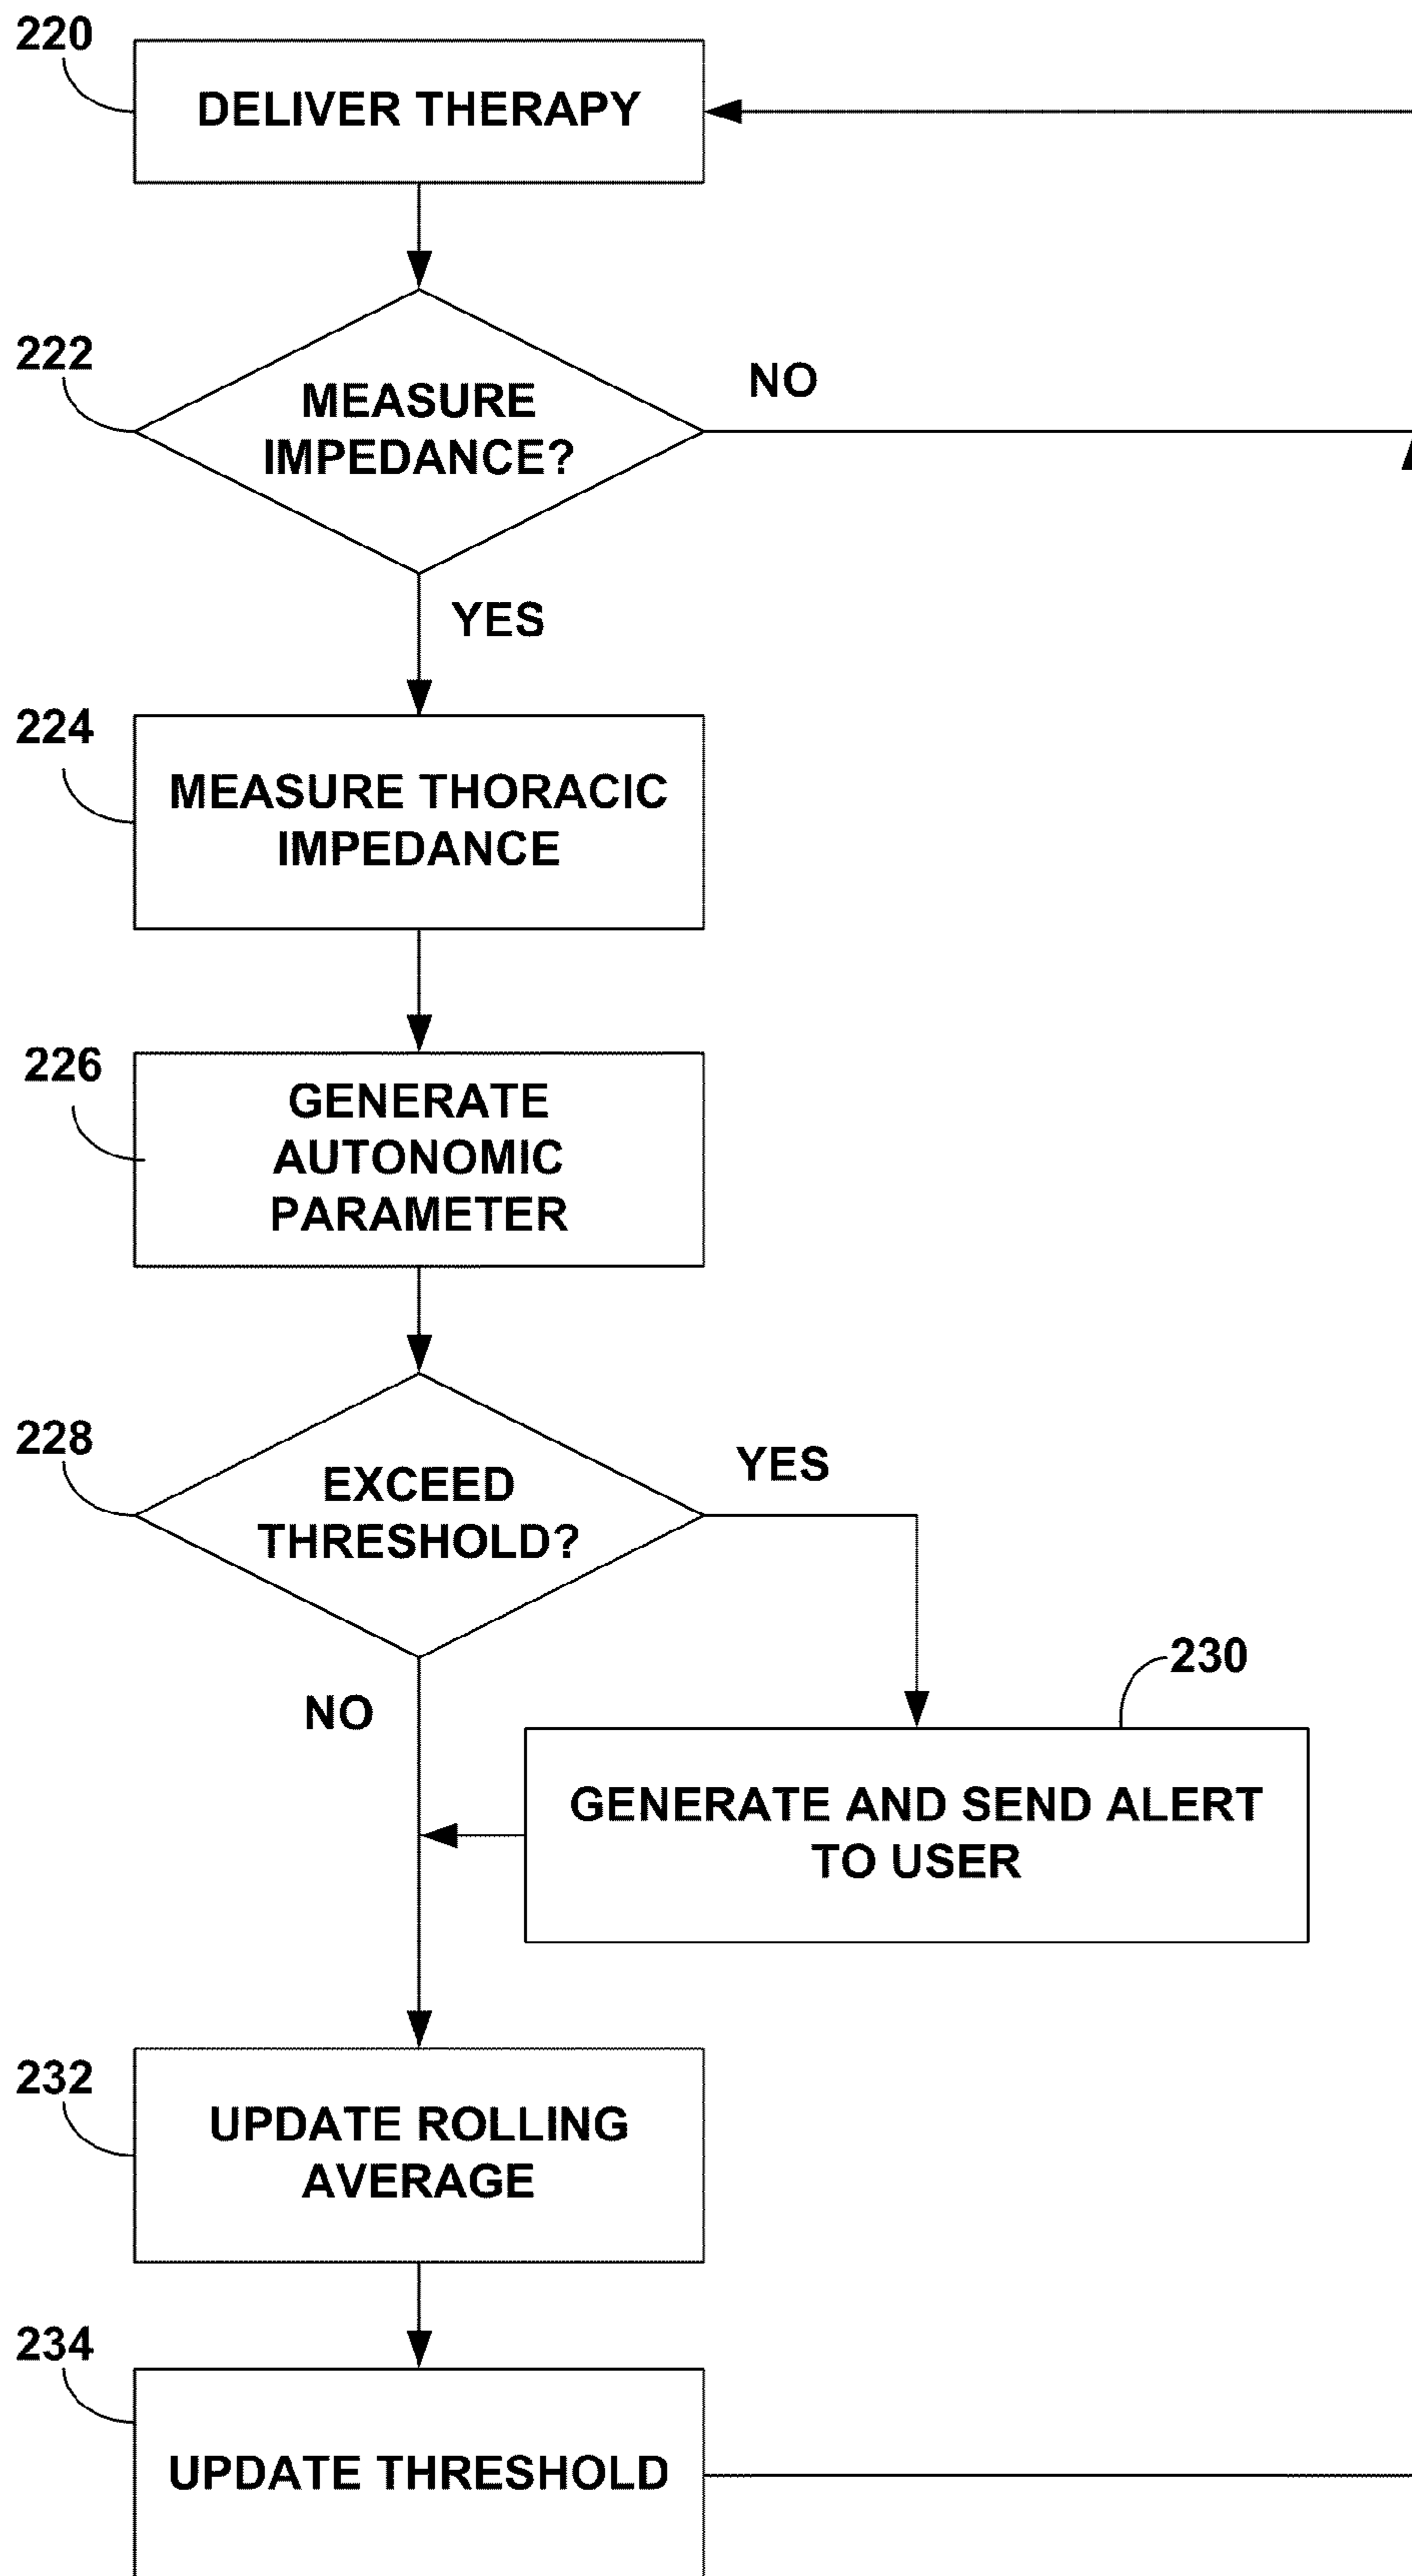 220
DELIVER THERAPY
222
MEASURE
IMPEDANCE?
NO
YES
224
MEASURE THORACIC
IMPEDANCE
226
GENERATE
AUTONOMIC
PARAMETER
228
EXCEED
THRESHOLD?
YES
NO
230
GENERATE AND SEND ALERT
TO USER
232
UPDATE ROLLING
AVERAGE
234
UPDATE THRESHOLD